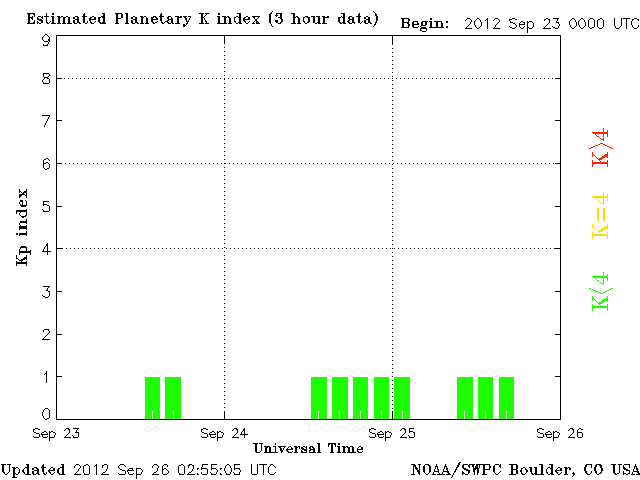 Estimated Planetary K index (3 hour data) Begin: 2012 Sep 23 0000 UTC
9
8
7
6
5
4
3
2
1
0
Kp index
K>4
K=4
K<4
Sep 23 Sep 24 Sep 25 Sep 26
Universal Time
Updated 2012 Sep 26 02:55:05 UTC NOAA/SWPC Boulder, CO USA